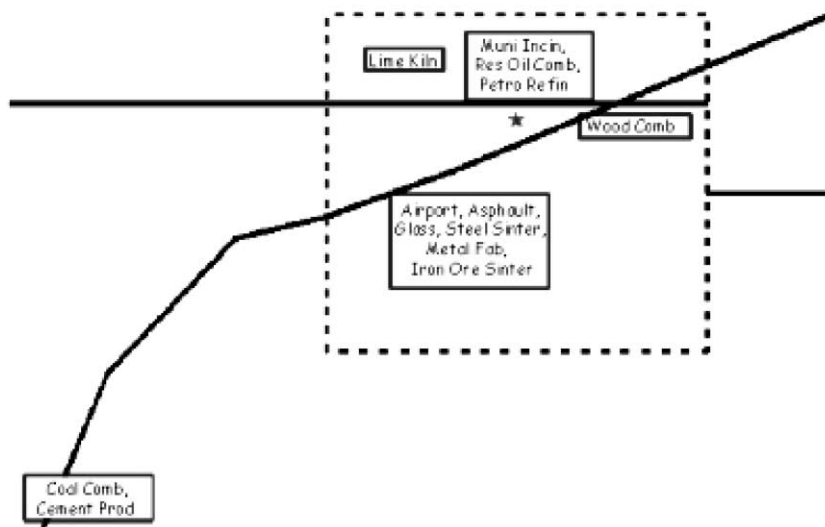 Lime Kiln
Muni Incin,
Res Oil Comb,
Petro Refin
Wood Comb
Airport, Asphault,
Glass, Steel Sinter,
Metal Fab,
Iron Ore Sinter
Coal Comb,
Cement Prod